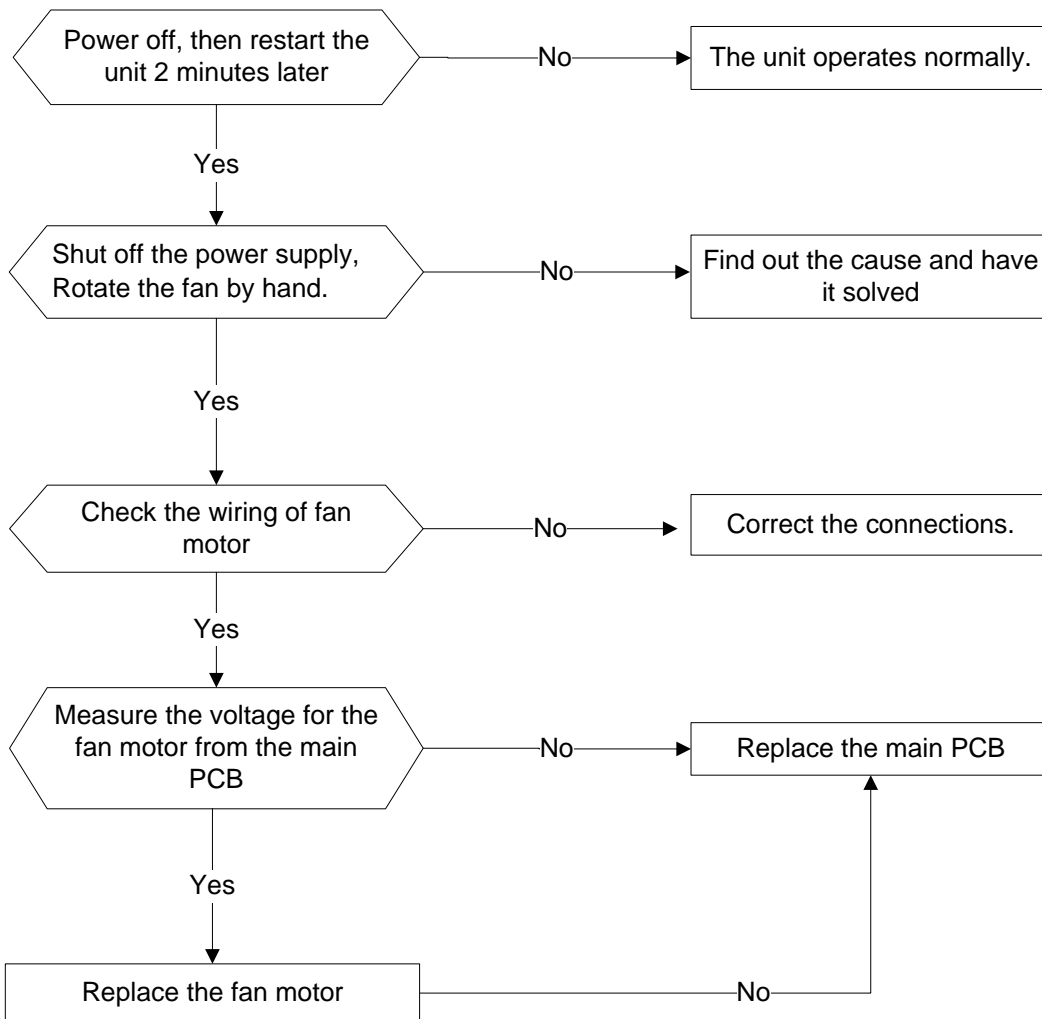 Power off, then restart the
unit 2 minutes later
No
The unit operates normally.
Yes
Shut off the power supply,
Rotate the fan by hand.
No
Find out the cause and have
it solved
Yes
Check the wiring of fan
motor
No
Correct the connections.
Yes
Measure the voltage for the
fan motor from the main
PCB
No
Replace the main PCB
Yes
Replace the fan motor
No